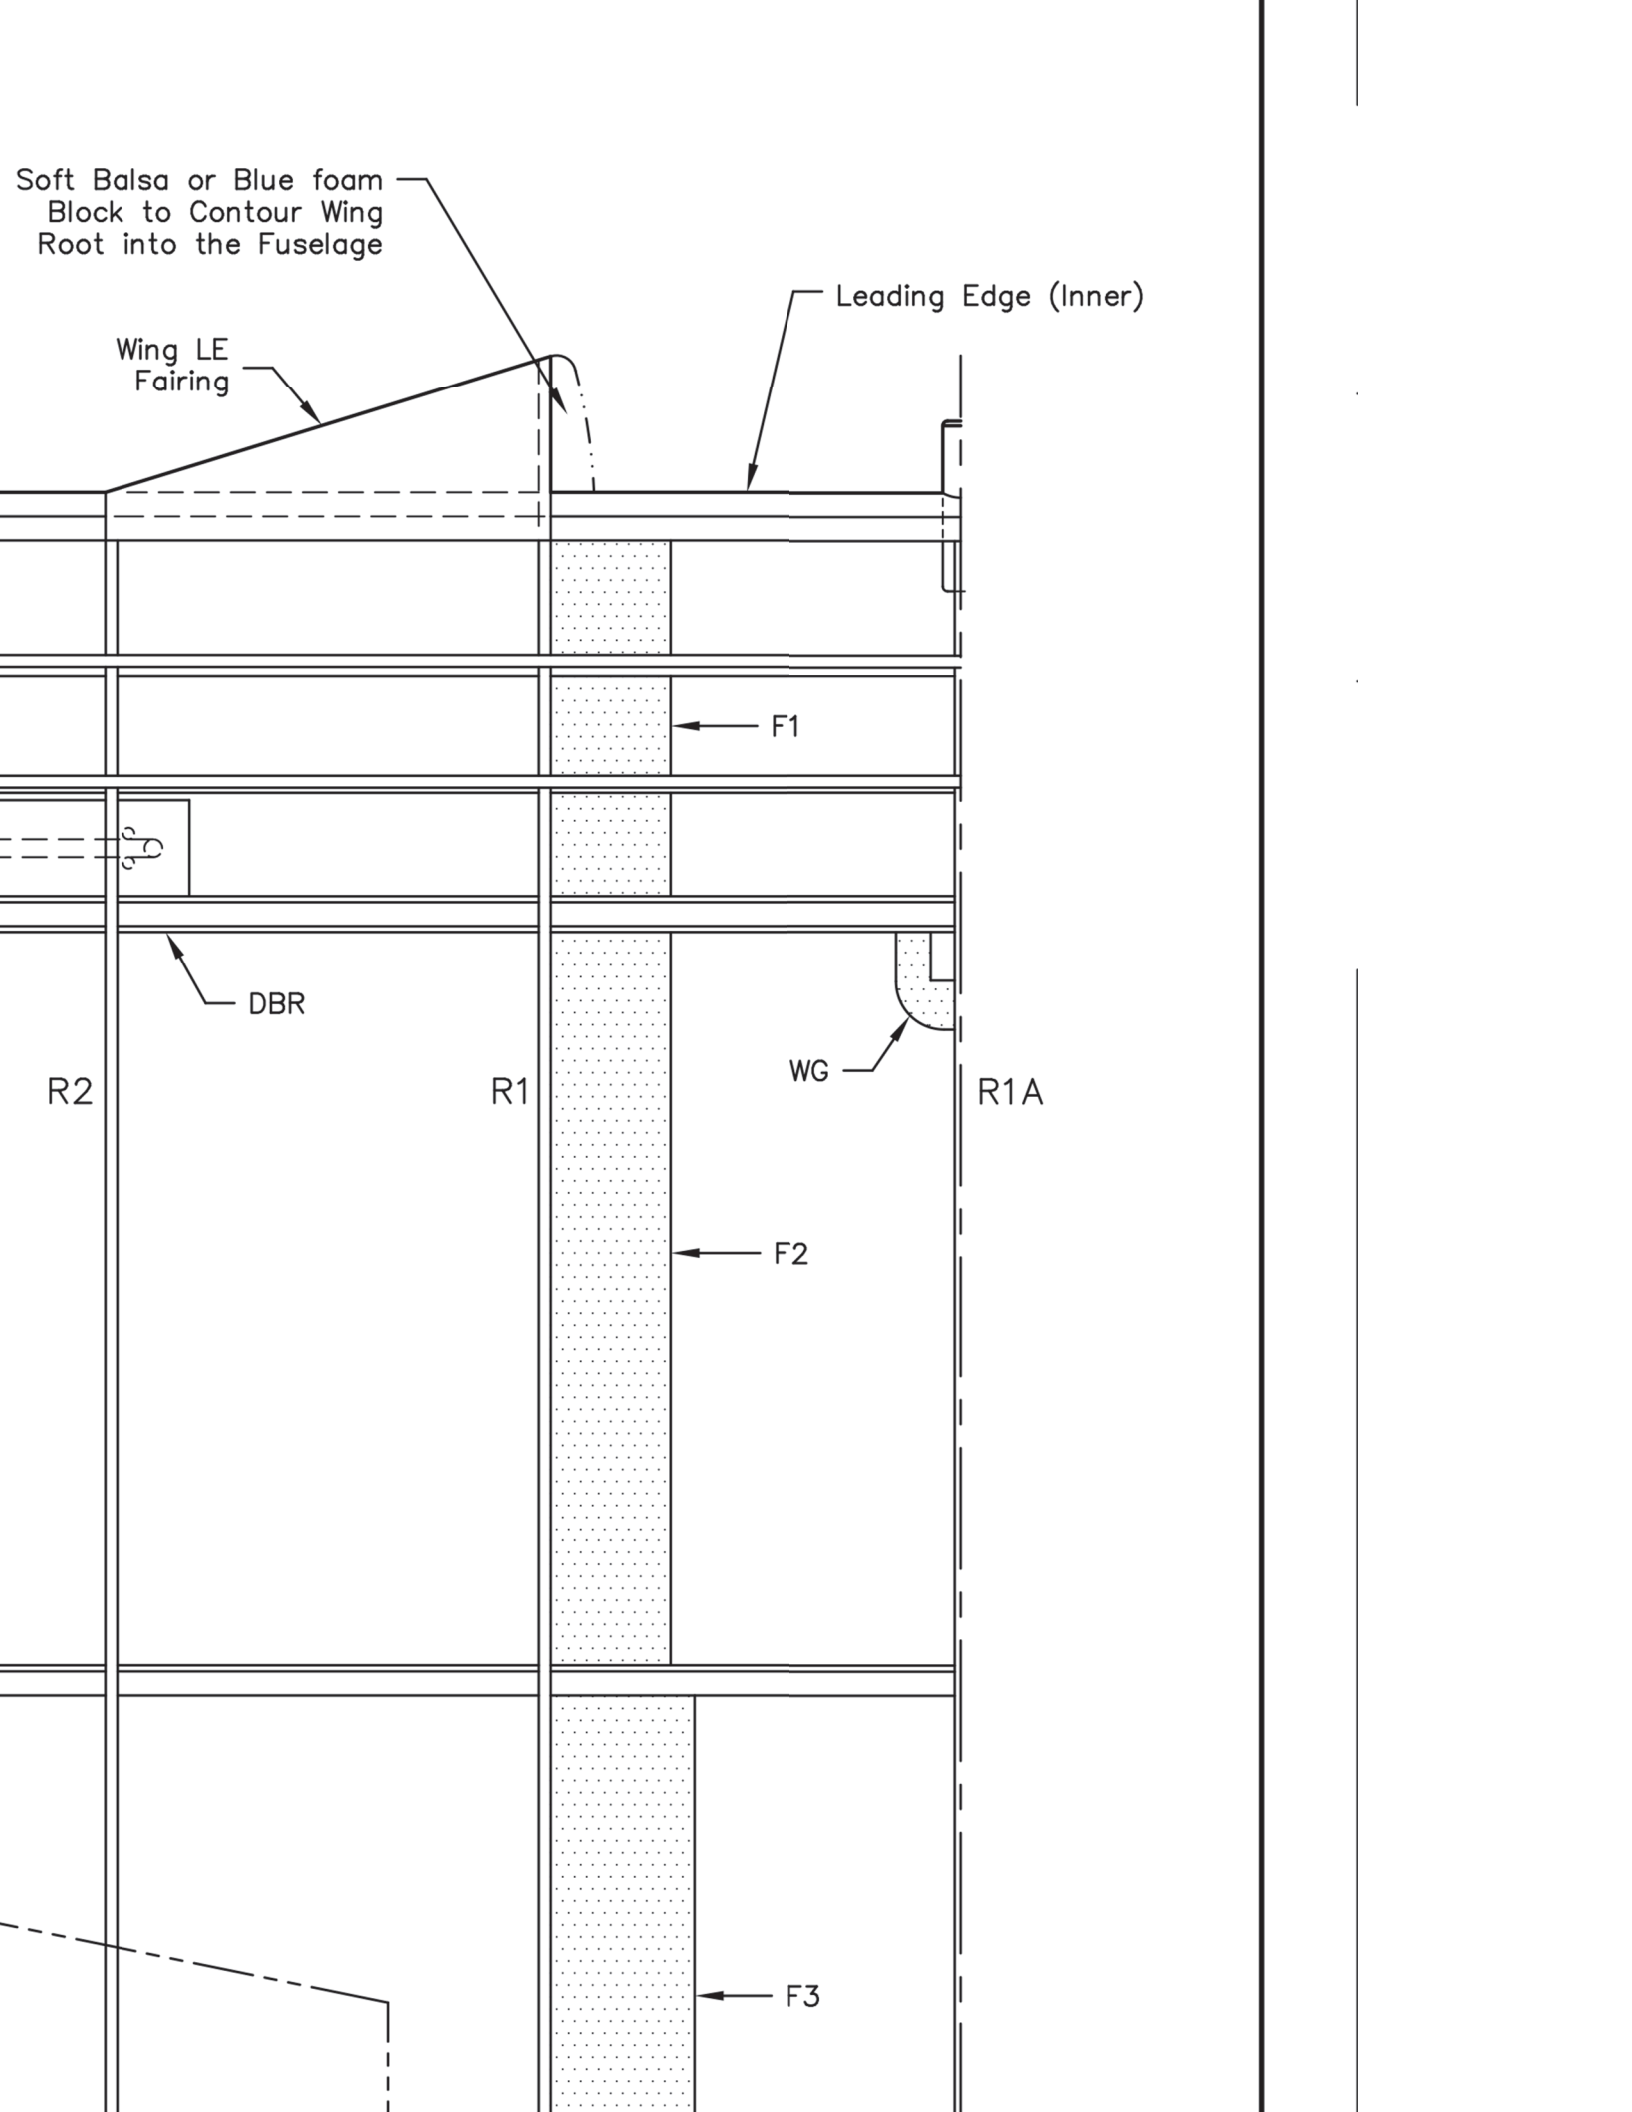 Soft Balsa or Blue foam
Block to Contour Wing
Root into the Fuselage
Leading Edge (Inner)
Wing LE
Fairing
F1
DBR
WG
R2
R1
R1A
F2
F3